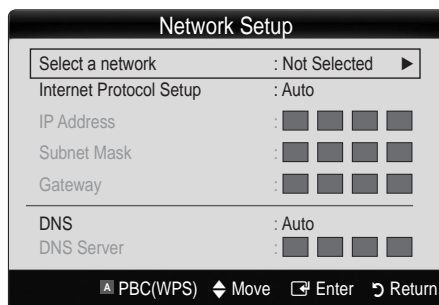 Network Setup
Select a network : Not Selected ▶
Internet Protocol Setup : Auto
IP Address :
Subnet Mask :
Gateway :
DNS : Auto
DNS Server :
A PBC(WPS) Move Enter Return